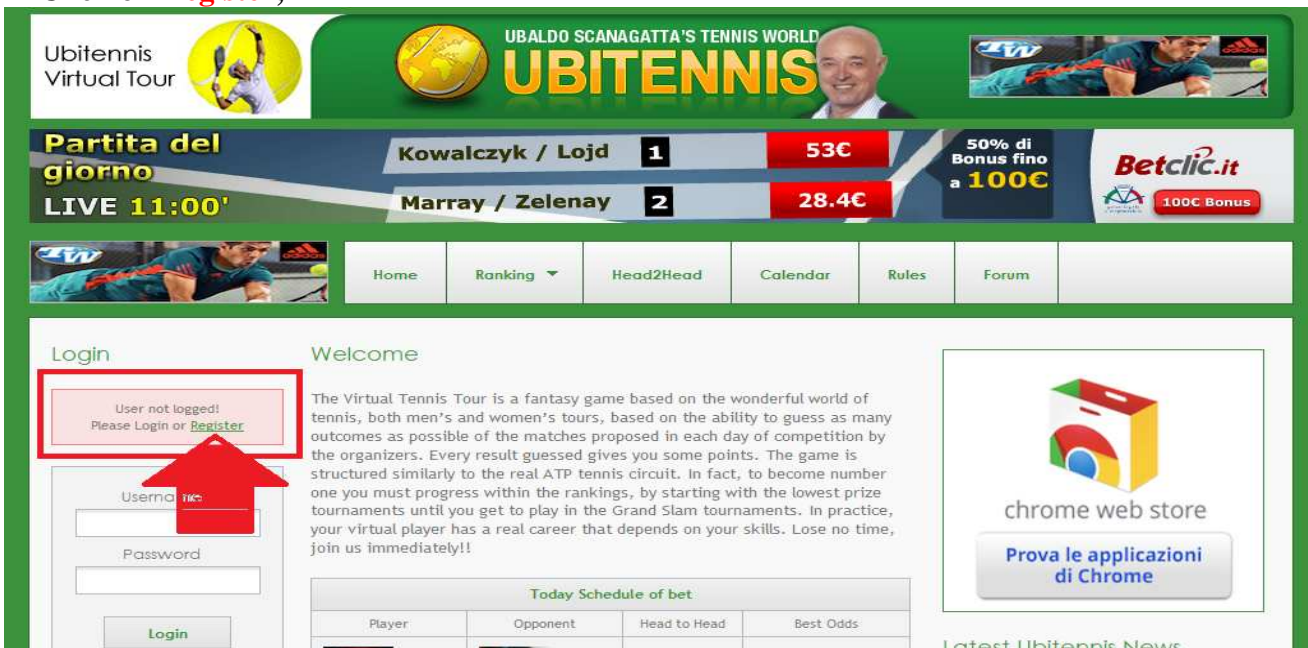 Ubitennis
Virtual Tour
UBALDO SCANAGATTA'S TENNIS WORLD
UBITENNIS
TW
adidas
Partita del
giorno
LIVE 11:00'
Kowalczyk / Lojd 1 53€
Marray / Zelenay 2 28.4€
50% di
Bonus fino
a 100€
Betclic.it
100€ Bonus
TW
adidas
Home Ranking Head2Head Calendar Rules Forum
Login
User not logged!
Please Login or Register
Password
Login
Welcome
The Virtual Tennis Tour is a fantasy game based on the wonderful world of
tennis, both men's and women's tours, based on the ability to guess as many
outcomes as possible of the matches proposed in each day of competition by
the organizers. Every result guessed gives you some points. The game is
structured similarly to the real ATP tennis circuit. In fact, to become number
one you must progress within the rankings, by starting with the lowest prize
tournaments until you get to play in the Grand Slam tournaments. In practice,
your virtual player has a real career that depends on your skills. Lose no time,
join us immediately!!
Today Schedule of bet
Player Opponent Head to Head Best Odds
chrome web store
Prova le applicazioni
di Chrome
Latest Ubitennis News